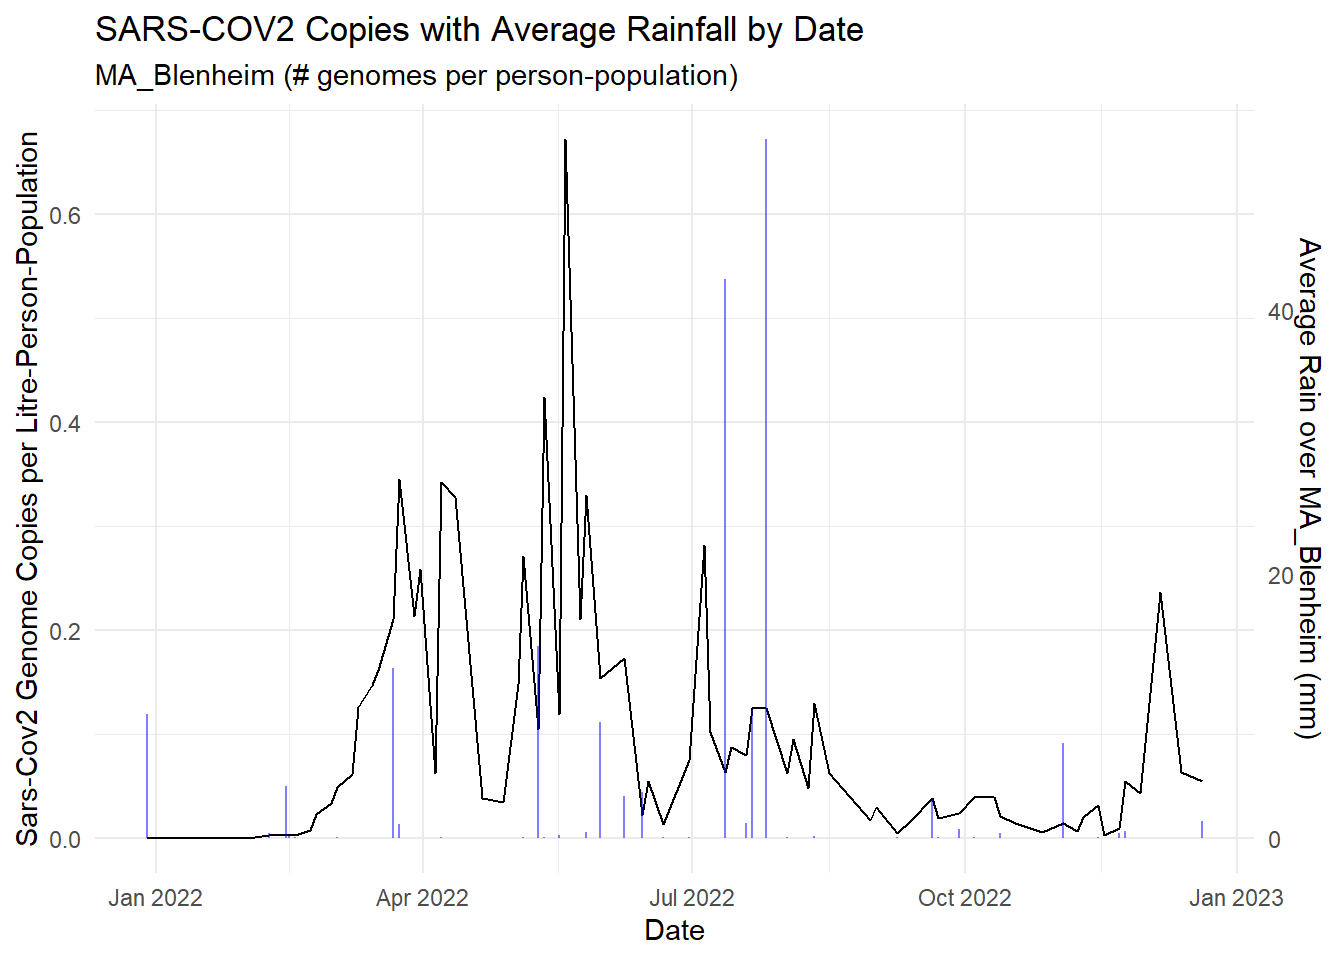 SARS-COV2 Copies with Average Rainfall by Date
MA_Blenheim (# genomes per person-population)
Sars-Cov2 Genome Copies per Litre-Person-Population
0.6
0.4
0.2
0.0
40
20
0
Average Rain over MA_Blenheim (mm)
Jan 2022
Apr 2022
Jul 2022
Oct 2022
Jan 2023
Date